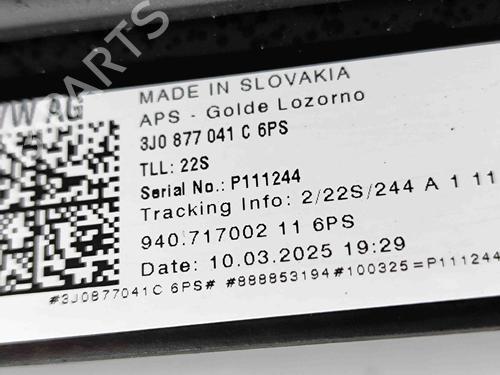 PARTS
VW AG
MADE IN SLOVAKIA
APS - Golde Lozorno
3J0 877 041 C 6PS
TLL: 22S
Serial No.: P111244
Tracking Info: 2/22S/244 A 1 11
940.717002 11 6PS
Date: 10.03.2025 19:29
#3J0877041C 6PS# #888853194#100325=P111244